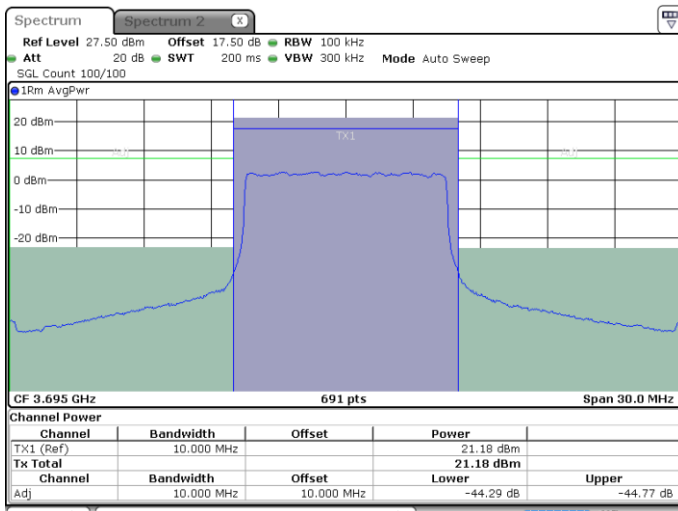 Spectrum Spectrum 2 X
Ref Level 27.50 dBm Offset 17.50 dB RBW 100 kHz
Att 20 dB SWT 200 ms VBW 300 kHz Mode Auto Sweep
SGL Count 100/100
1Rm AvgPwr
20 dBm
TX1
10 dBm Adj Adj
0 dBm
-10 dBm
-20 dBm
CF 3.695 GHz 691 pts Span 30.0 MHz
Channel Power
Channel Bandwidth Offset Power
TX1 (Ref) 10.000 MHz 21.18 dBm
Tx Total 21.18 dBm
Channel Bandwidth Offset Lower Upper
Adj 10.000 MHz 10.000 MHz -44.29 dB -44.77 dB